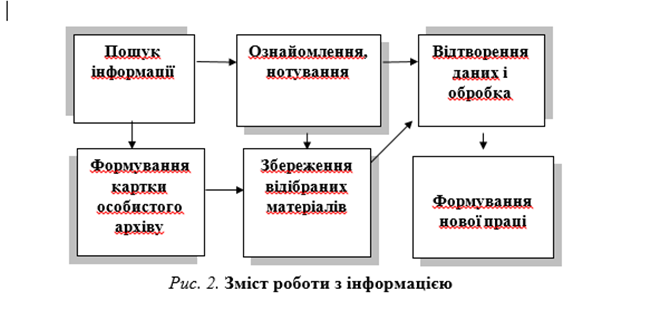 Пошук
інформації
Ознайомлення,
нотування
Відтворення
даних і
обробка
Формування
картки
особистого
архіву
Збереження
відібраних
матеріалів
Формування
нової праці
Рис. 2. Зміст роботи з інформацією